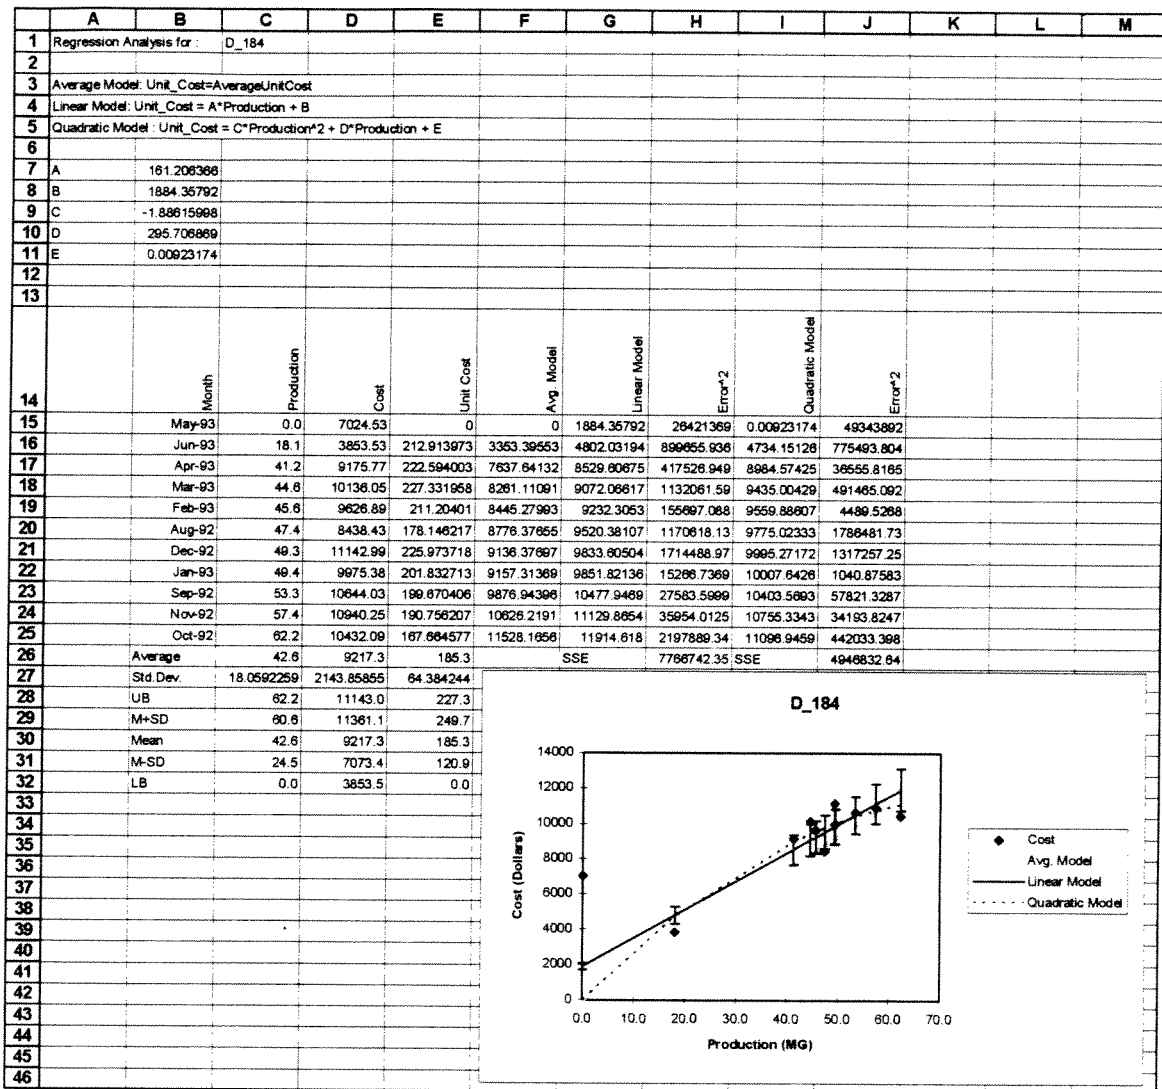 A B C D E F G H I J K L M
1 Regression Analysis for : D_184
2
3 Average Model: Unit_Cost=AverageUnitCost
4 Linear Model: Unit_Cost = A*Production + B
5 Quadratic Model : Unit_Cost = C*Production^2 + D*Production + E
6
7 A 161.206366
8 B 1884.35792
9 C -1.88615998
10 D 295.706869
11 E 0.00923174
12
13
14 Month Production Cost Unit Cost Avg. Model Linear Model Error^2 Quadratic Model Error^2
15 May-93 0.0 7024.53 0 0 1884.35792 26421369 0.00923174 49343892
16 Jun-93 18.1 3853.53 212.913973 3353.39553 4802.03194 899655.936 4734.15126 775493.804
17 Apr-93 41.2 9175.77 222.594003 7637.64132 8529.60675 417526.949 8984.57425 36555.8165
18 Mar-93 44.6 10136.05 227.331958 8261.11091 9072.06617 1132061.59 9435.00429 491465.092
19 Feb-93 45.6 9626.89 211.20401 8445.27993 9232.3053 155697.088 9559.88607 4489.5268
20 Aug-92 47.4 8438.43 178.146217 8776.37655 9520.38107 1170618.13 9775.02333 1786481.73
21 Dec-92 49.3 11142.99 225.973718 9136.37697 9833.60504 1714488.97 9995.27172 1317257.25
22 Jan-93 49.4 9975.38 201.832713 9157.31369 9851.82136 15266.7369 10007.6426 1040.87583
23 Sep-92 53.3 10644.03 199.670406 9876.94396 10477.9469 27583.5999 10403.5693 57821.3287
24 Nov-92 57.4 10940.25 190.756207 10626.2191 11129.8654 35954.0125 10755.3343 34193.8247
25 Oct-92 62.2 10432.09 167.664577 11528.1656 11914.618 2197889.34 11096.9459 442033.398
26 Average 42.6 9217.3 185.3 SSE 7766742.35 SSE 4946832.64
27 Std.Dev. 18.0592259 2143.85855 64.384244
28 UB 62.2 11143.0 227.3
29 M+SD 60.6 11361.1 249.7
30 Mean 42.6 9217.3 185.3
31 M-SD 24.5 7073.4 120.9
32 LB 0.0 3853.5 0.0
33
34
35
36
37
38
39
40
41
42
43
44
45
46
D_184
14000
12000
10000
8000
6000
4000
2000
0
Cost (Dollars)
0.0 10.0 20.0 30.0 40.0 50.0 60.0 70.0
Production (MG)
Cost
Avg. Model
Linear Model
Quadratic Model